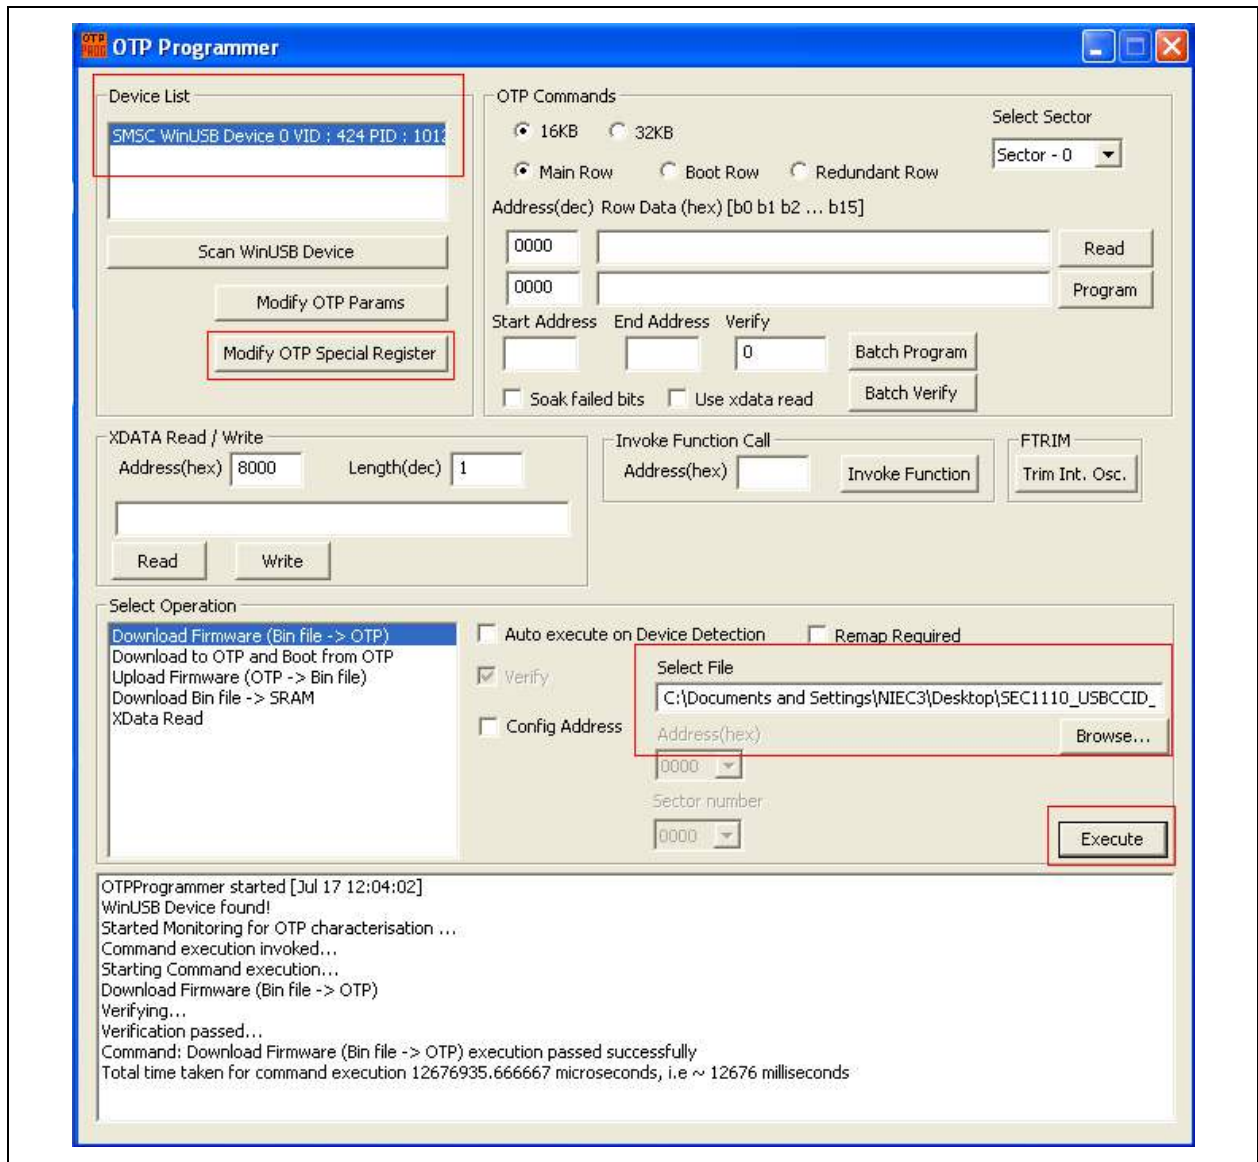 OTP PROG OTP Programmer
Device List
SMSC WinUSB Device 0 VID : 424 PID : 1012
Scan WinUSB Device
Modify OTP Params
Modify OTP Special Register
OTP Commands
16KB 32KB
Select Sector
Sector - 0
Main Row Boot Row Redundant Row
Address(dec) Row Data (hex) [b0 b1 b2 ... b15]
0000 Read
0000 Program
Start Address End Address Verify
0 Batch Program
Soak failed bits Use xdata read Batch Verify
XDATA Read / Write
Address(hex) 8000 Length(dec) 1
Read Write
Invoke Function Call
Address(hex) Invoke Function
FTRIM
Trim Int. Osc.
Select Operation
Download Firmware (Bin file -> OTP)
Download to OTP and Boot from OTP
Upload Firmware (OTP -> Bin file)
Download Bin file -> SRAM
XData Read
Auto execute on Device Detection Remap Required
Verify
Config Address
Select File
C:\Documents and Settings\NIEC3\Desktop\SEC1110_USBCCID_
Address(hex) Browse...
0000
Sector number
0000
Execute
OTPProgrammer started [Jul 17 12:04:02]
WinUSB Device found!
Started Monitoring for OTP characterisation ...
Command execution invoked...
Starting Command execution...
Download Firmware (Bin file -> OTP)
Verifying...
Verification passed...
Command: Download Firmware (Bin file -> OTP) execution passed successfully
Total time taken for command execution 12676935.666667 microseconds, i.e ~ 12676 milliseconds